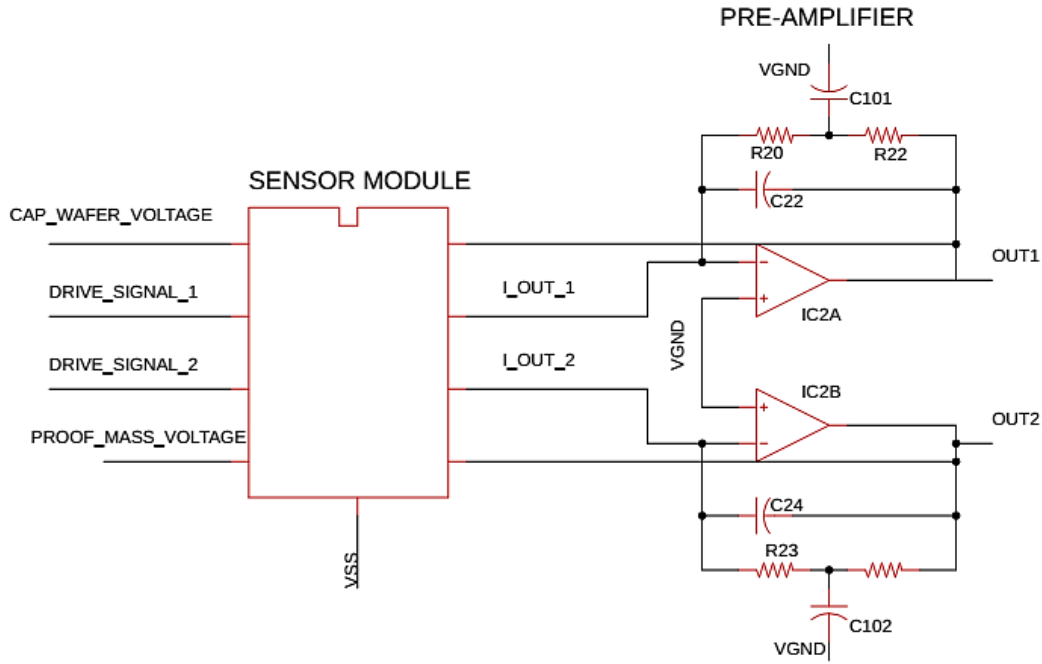 PRE-AMPLIFIER
VGND
C101
R20
R22
SENSOR MODULE
C22
CAP_WAFER_VOLTAGE
OUT1
DRIVE_SIGNAL_1
I_OUT_1
IC2A
VGND
DRIVE_SIGNAL_2
I_OUT_2
IC2B
OUT2
PROOF_MASS_VOLTAGE
C24
R23
VSS
C102
VGND